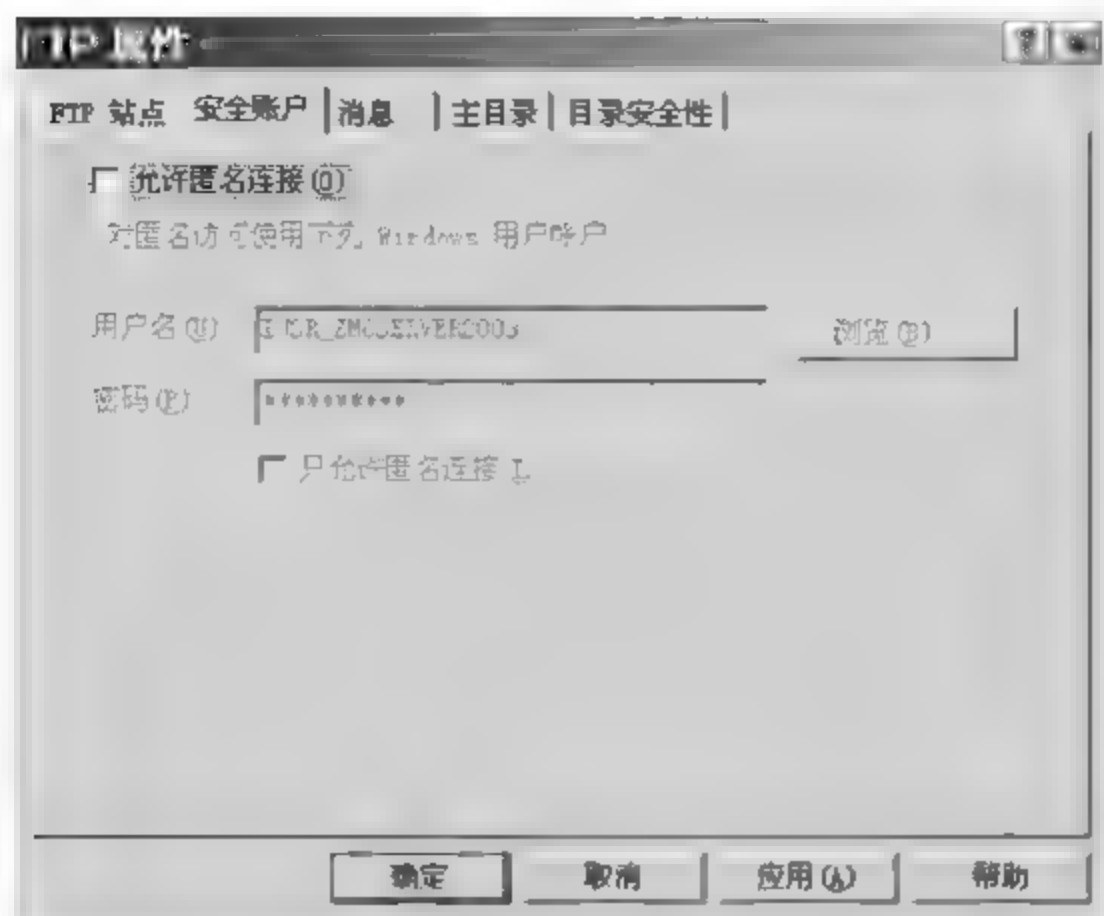 FTP 属性
FTP 站点 安全账户 消息 主目录 目录安全性
允许匿名连接(O)
对匿名访问使用下列 Windows 用户帐户
用户名(U) 浏览(B)
密码(P) **********
只允许匿名连接 L
确定 取消 应用(A) 帮助